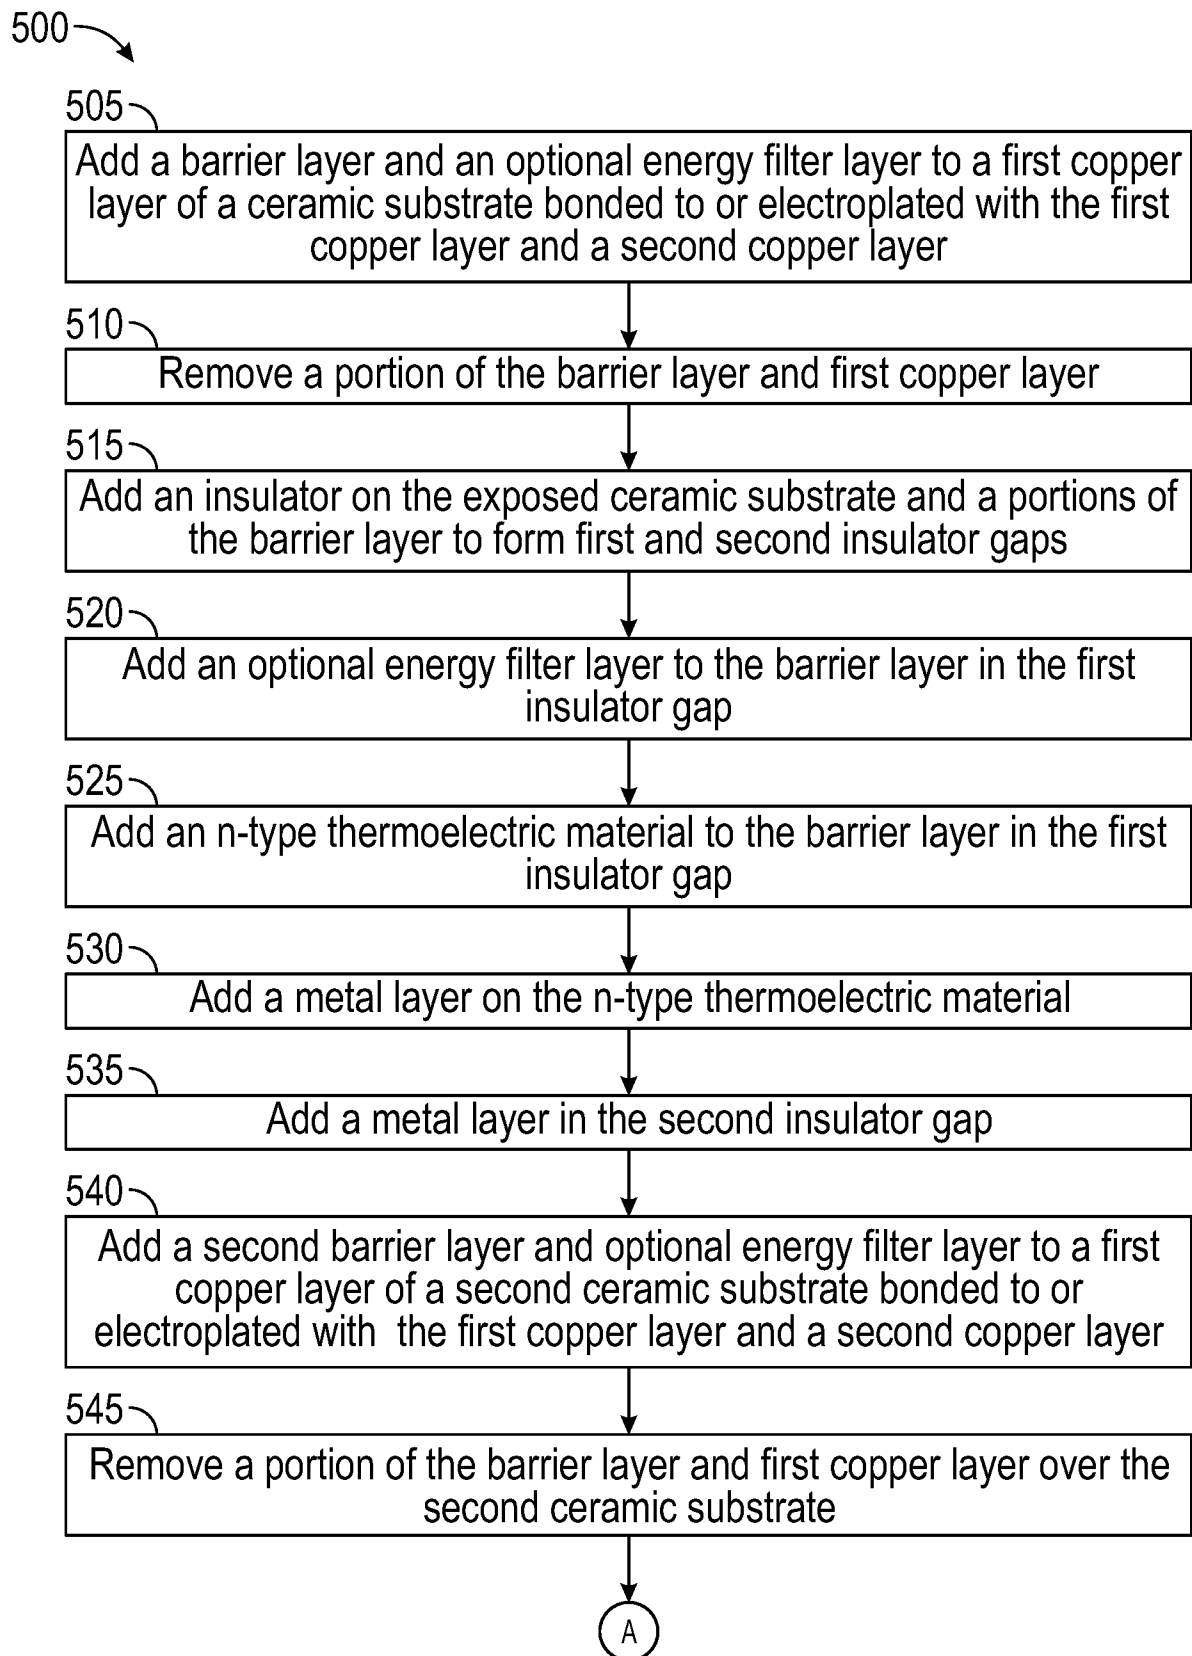 500
505
Add a barrier layer and an optional energy filter layer to a first copper
layer of a ceramic substrate bonded to or electroplated with the first
copper layer and a second copper layer
510
Remove a portion of the barrier layer and first copper layer
515
Add an insulator on the exposed ceramic substrate and a portions of
the barrier layer to form first and second insulator gaps
520
Add an optional energy filter layer to the barrier layer in the first
insulator gap
525
Add an n-type thermoelectric material to the barrier layer in the first
insulator gap
530
Add a metal layer on the n-type thermoelectric material
535
Add a metal layer in the second insulator gap
540
Add a second barrier layer and optional energy filter layer to a first
copper layer of a second ceramic substrate bonded to or
electroplated with the first copper layer and a second copper layer
545
Remove a portion of the barrier layer and first copper layer over the
second ceramic substrate
A